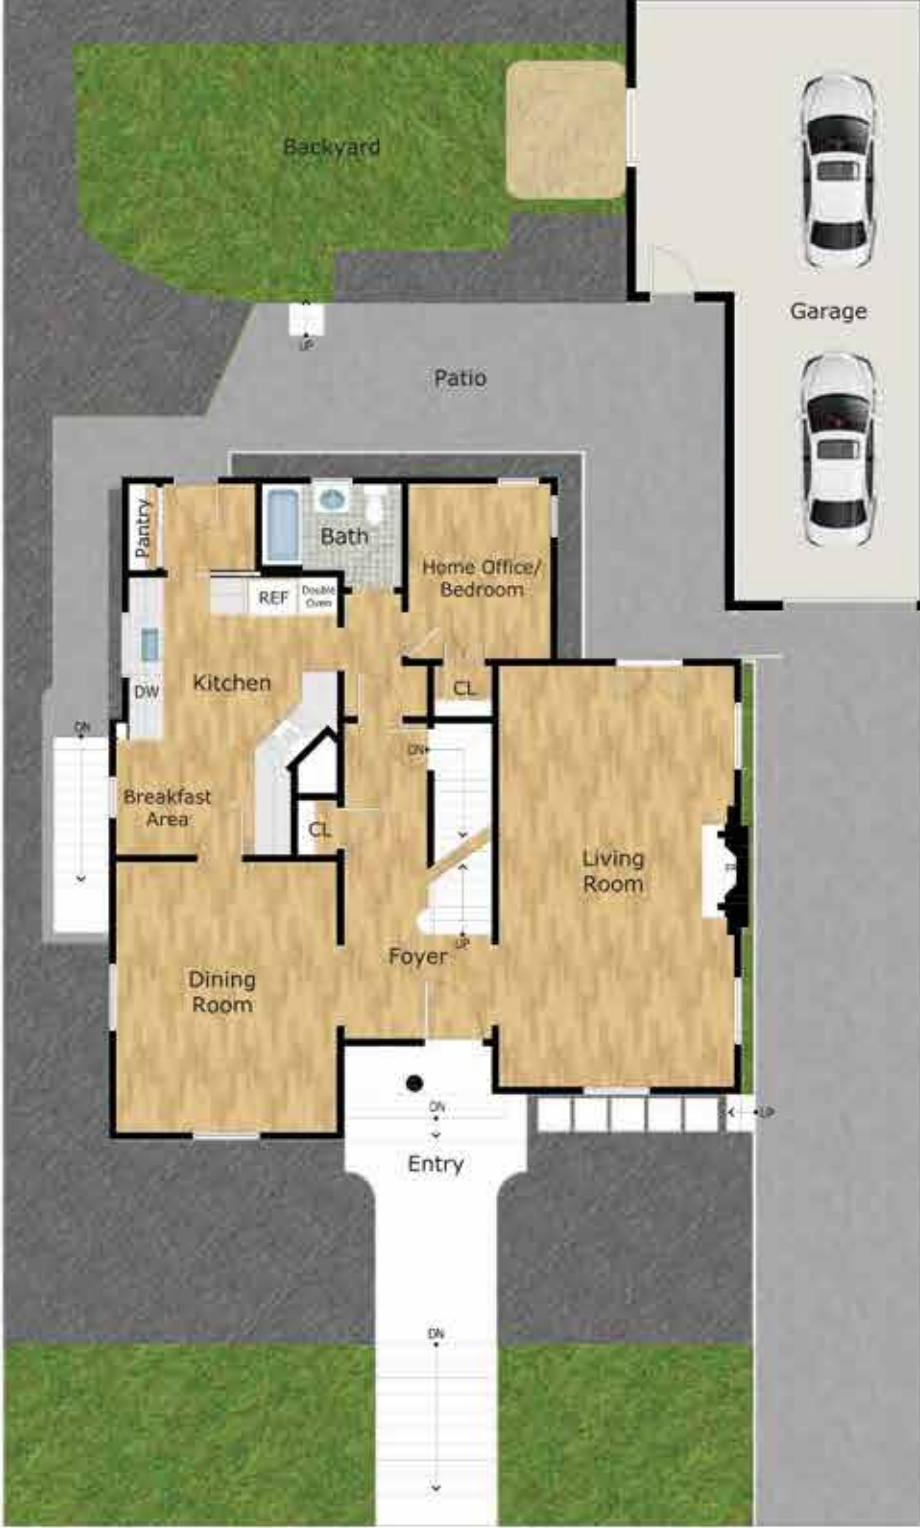 Backyard
Garage
UP
Patio
Pantry
Bath
Home Office/
Bedroom
REF
Double
Oven
Kitchen
DW
CL
DN
DN
Breakfast
Area
CL
Living
Room
UP
Foyer
Dining
Room
DN
UP
Entry
DN